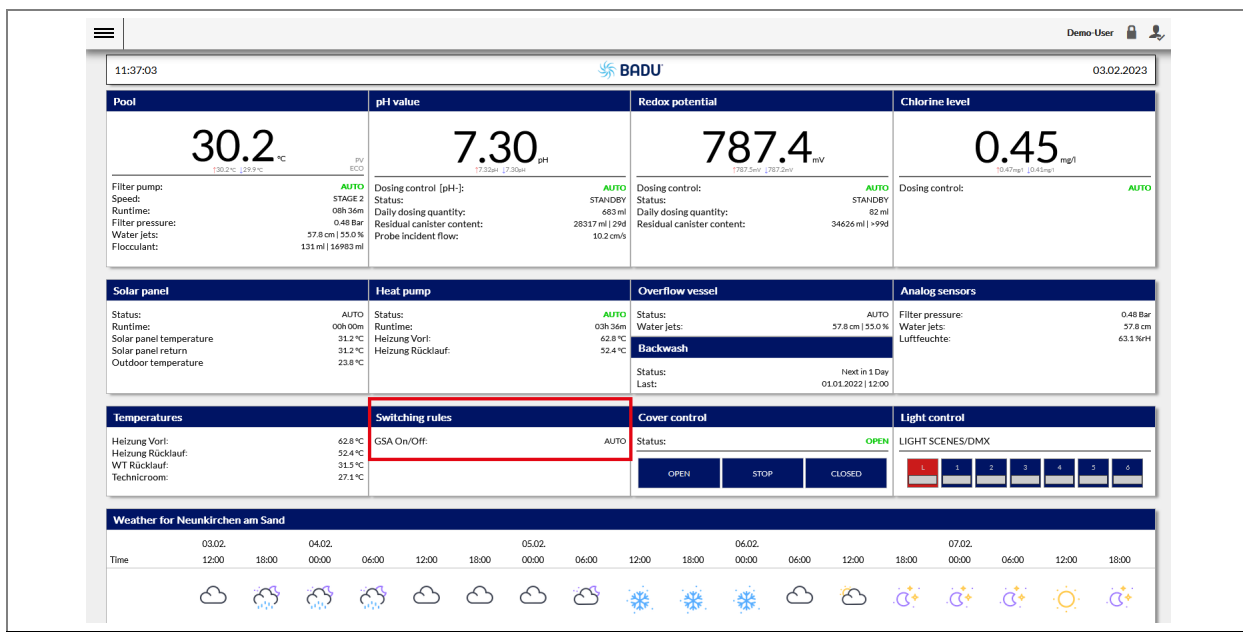 Demo-User
11:37:03
BADU
03.02.2023
Pool
30.2 °C
↑30.2°C ↓29.9°C
PV
ECO
Filter pump: AUTO
Speed: STAGE 2
Runtime: 08h 36m
Filter pressure: 0.48 Bar
Water jets: 57.8 cm | 55.0 %
Flocculant: 131 ml | 16983 ml
pH value
7.30 pH
↑7.32pH ↓7.30pH
Dosing control [pH-]: AUTO
Status: STANDBY
Daily dosing quantity: 683 ml
Residual canister content: 28317 ml | 29d
Probe incident flow: 10.2 cm/s
Redox potential
787.4 mV
↑787.5mV ↓787.2mV
Dosing control: AUTO
Status: STANDBY
Daily dosing quantity: 82 ml
Residual canister content: 34626 ml | >99d
Chlorine level
0.45 mg/l
↑0.47mg/l ↓0.41mg/l
Dosing control: AUTO
Solar panel
Status: AUTO
Runtime: 00h 00m
Solar panel temperature 31.2 °C
Solar panel return 31.2 °C
Outdoor temperature 23.8 °C
Heat pump
Status: AUTO
Runtime: 03h 36m
Heizung Vorl: 62.8 °C
Heizung Rücklauf: 52.4 °C
Overflow vessel
Status: AUTO
Water jets: 57.8 cm | 55.0 %
Backwash
Status: Next in 1 Day
Last: 01.01.2022 | 12:00
Analog sensors
Filter pressure: 0.48 Bar
Water jets: 57.8 cm
Luftfeuchte: 63.1 %rH
Temperatures
Heizung Vorl: 62.8 °C
Heizung Rücklauf: 52.4 °C
WT Rücklauf: 31.5 °C
Technicroom: 27.1 °C
Switching rules
GSA On/Off: AUTO
Cover control
Status: OPEN
OPEN STOP CLOSED
Light control
LIGHT SCENES/DMX
L 1 2 3 4 5 6
Weather for Neunkirchen am Sand
03.02. 04.02. 05.02. 06.02. 07.02.
Time 12:00 18:00 00:00 06:00 12:00 18:00 00:00 06:00 12:00 18:00 00:00 06:00 12:00 18:00 00:00 06:00 12:00 18:00